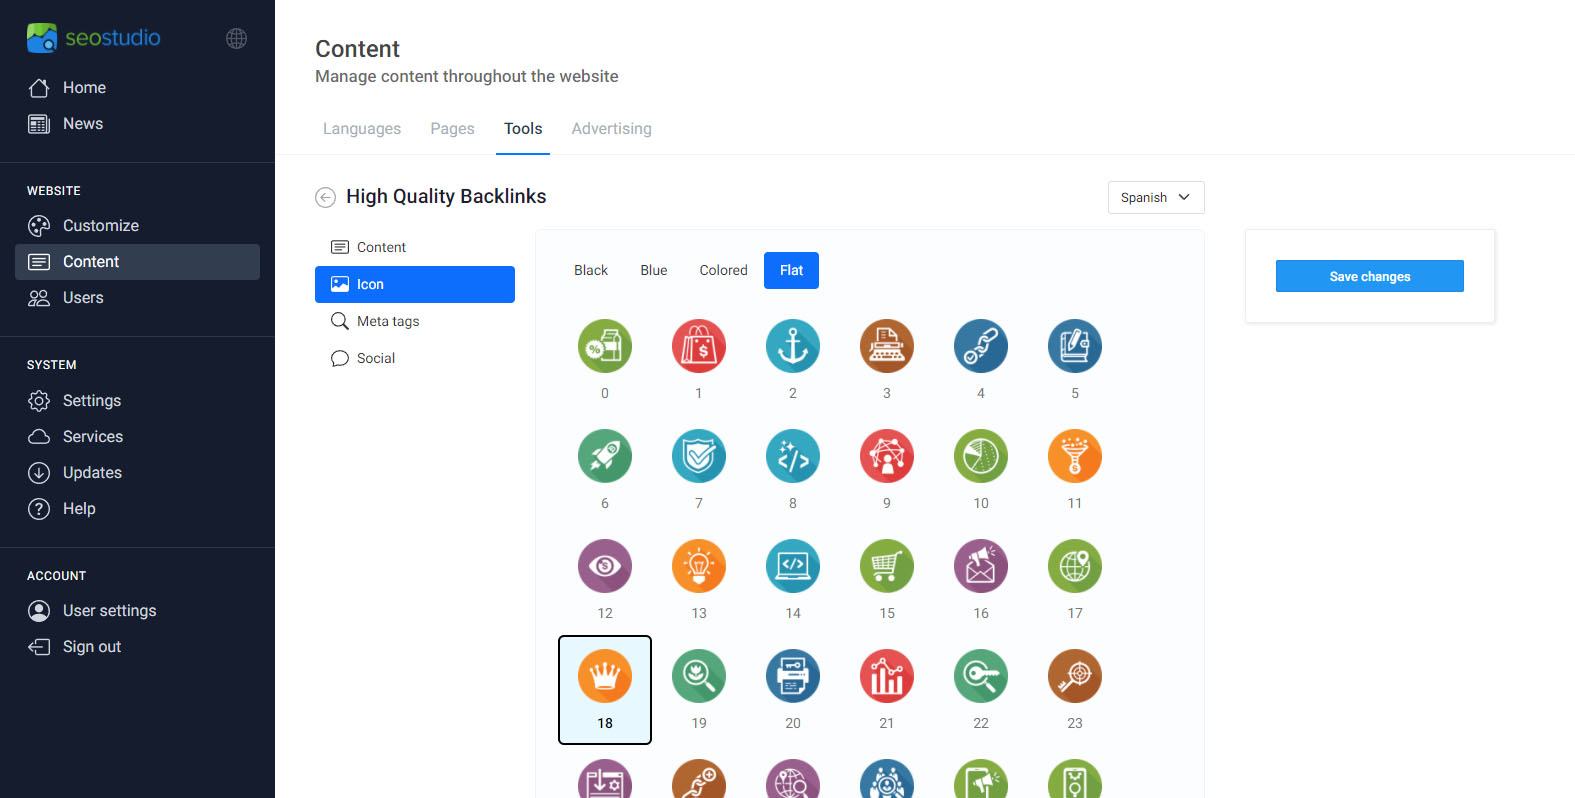 seostudio
Home
News
WEBSITE
Customize
Content
Users
SYSTEM
Settings
Services
Updates
Help
ACCOUNT
User settings
Sign out
Content
Manage content throughout the website
Languages Pages Tools Advertising
High Quality Backlinks
Spanish
Content
Icon
Meta tags
Social
Black Blue Colored Flat
0 1 2 3 4 5
6 7 8 9 10 11
12 13 14 15 16 17
18 19 20 21 22 23
Save changes